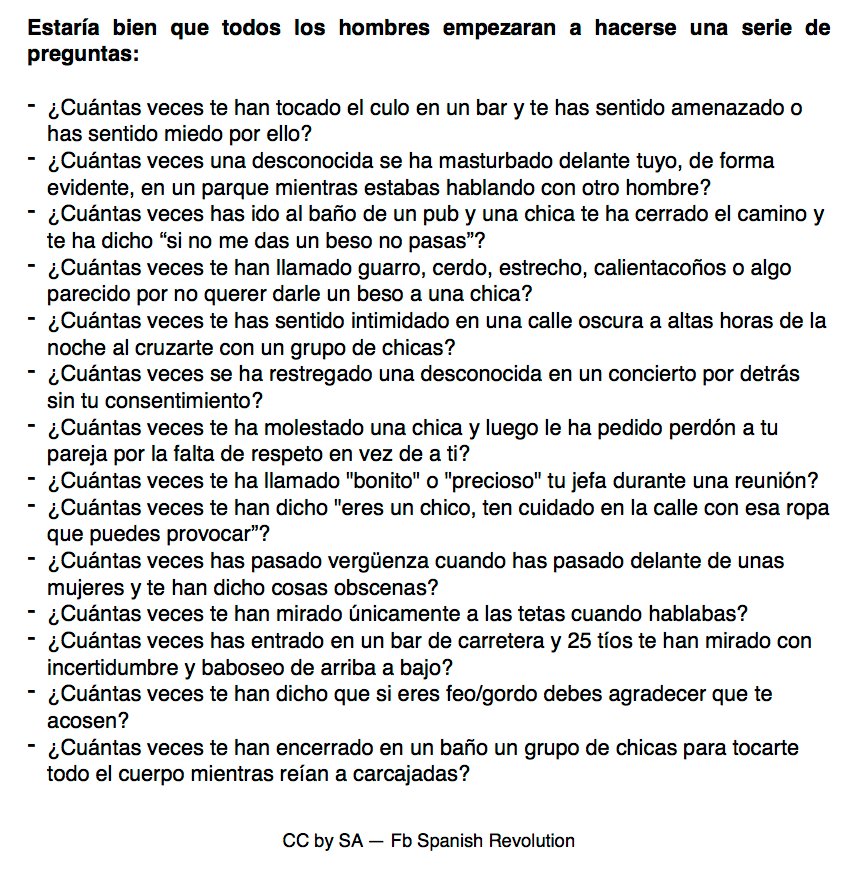 Estaría bien que todos los hombres empezaran a hacerse una serie de
preguntas:
- ¿Cuántas veces te han tocado el culo en un bar y te has sentido amenazado o
has sentido miedo por ello?
- ¿Cuántas veces una desconocida se ha masturbado delante tuyo, de forma
evidente, en un parque mientras estabas hablando con otro hombre?
- ¿Cuántas veces has ido al baño de un pub y una chica te ha cerrado el camino y
te ha dicho “si no me das un beso no pasas”?
- ¿Cuántas veces te han llamado guarro, cerdo, estrecho, calientacoños o algo
parecido por no querer darle un beso a una chica?
- ¿Cuántas veces te has sentido intimidado en una calle oscura a altas horas de la
noche al cruzarte con un grupo de chicas?
- ¿Cuántas veces se ha restregado una desconocida en un concierto por detrás
sin tu consentimiento?
- ¿Cuántas veces te ha molestado una chica y luego le ha pedido perdón a tu
pareja por la falta de respeto en vez de a ti?
- ¿Cuántas veces te ha llamado "bonito" o "precioso" tu jefa durante una reunión?
- ¿Cuántas veces te han dicho "eres un chico, ten cuidado en la calle con esa ropa
que puedes provocar”?
- ¿Cuántas veces has pasado vergüenza cuando has pasado delante de unas
mujeres y te han dicho cosas obscenas?
- ¿Cuántas veces te han mirado únicamente a las tetas cuando hablabas?
- ¿Cuántas veces has entrado en un bar de carretera y 25 tíos te han mirado con
incertidumbre y baboseo de arriba a bajo?
- ¿Cuántas veces te han dicho que si eres feo/gordo debes agradecer que te
acosen?
- ¿Cuántas veces te han encerrado en un baño un grupo de chicas para tocarte
todo el cuerpo mientras reían a carcajadas?
CC by SA — Fb Spanish Revolution